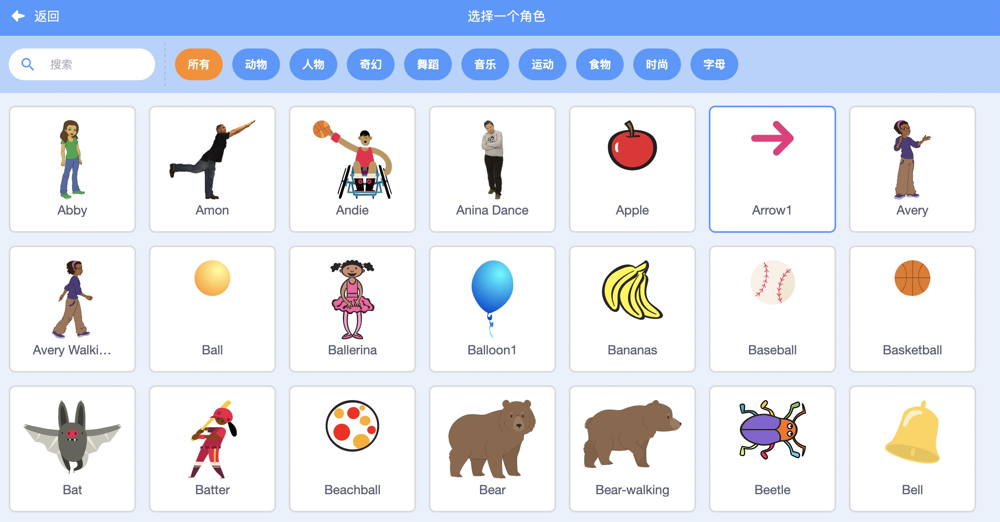 返回
选择一个角色
搜索
所有
动物
人物
奇幻
舞蹈
音乐
运动
食物
时尚
字母
Abby
Amon
Andie
Anina Dance
Apple
Arrow1
Avery
Avery Walki...
Ball
Ballerina
Balloon1
Bananas
Baseball
Basketball
Bat
Batter
Beachball
Bear
Bear-walking
Beetle
Bell